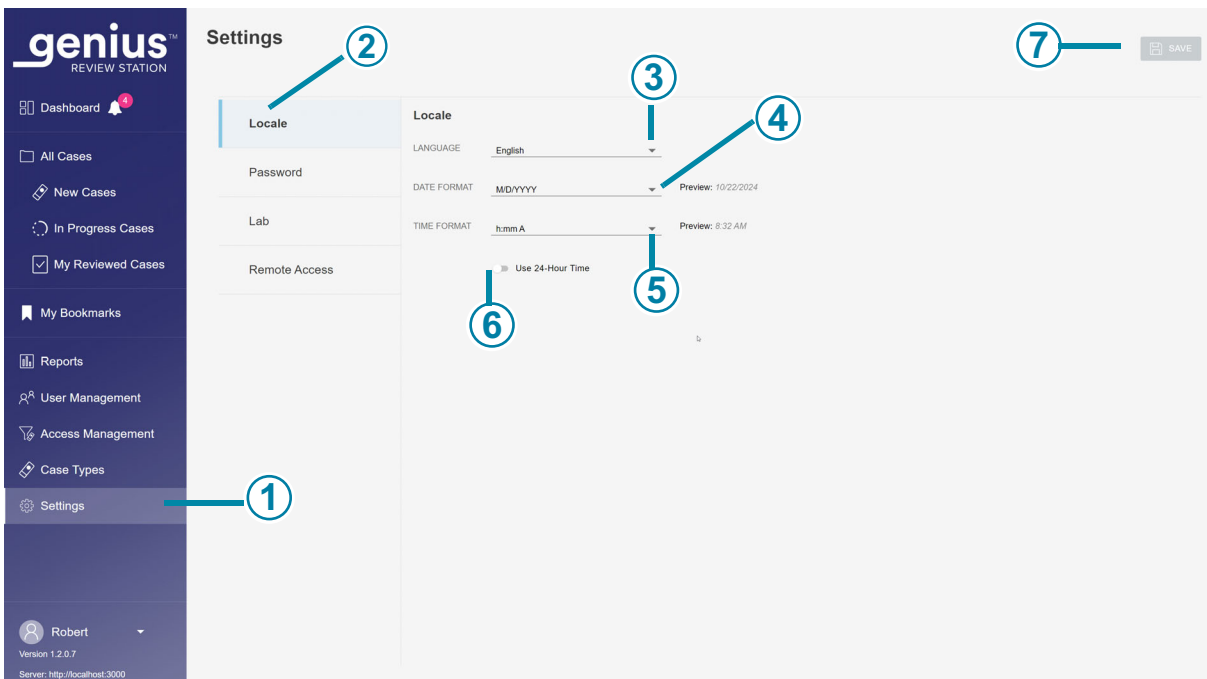 genius™
REVIEW STATION
Dashboard 4
All Cases
New Cases
In Progress Cases
My Reviewed Cases
My Bookmarks
Reports
User Management
Access Management
Case Types
Settings
Robert
Version 1.2.0.7
Server: http://localhost:3000
Settings
SAVE
Locale
Password
Lab
Remote Access
Locale
LANGUAGE English
DATE FORMAT M/D/YYYY Preview: 10/22/2024
TIME FORMAT h:mm A Preview: 8:32 AM
Use 24-Hour Time
1
2
3
4
5
6
7